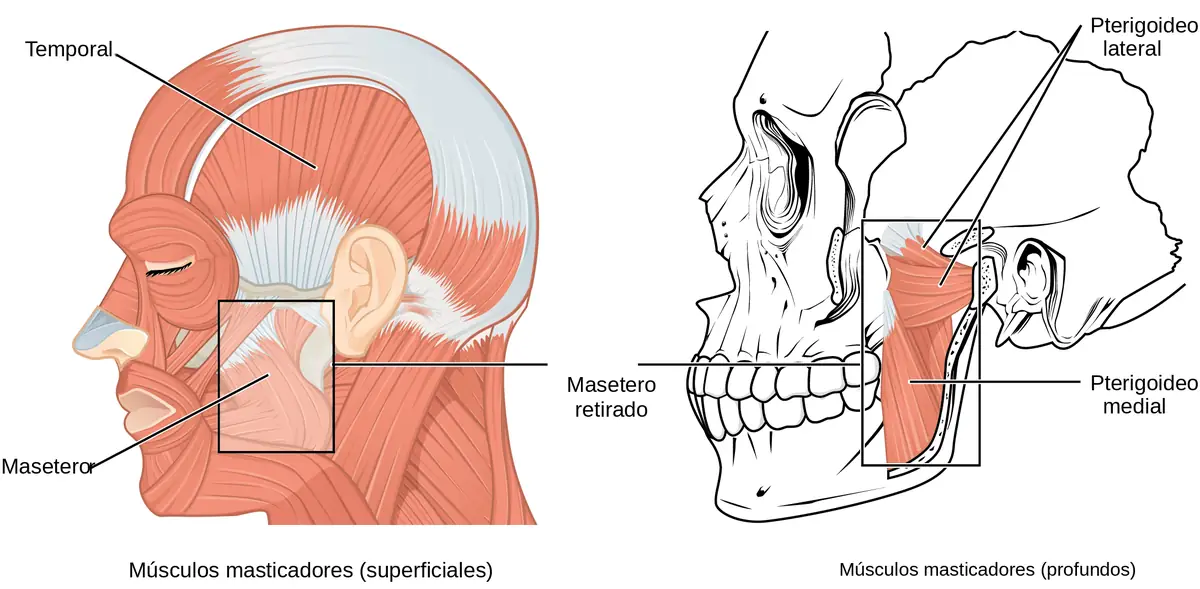 Temporal
Pterigoideo
lateral
Masetero
retirado
Pterigoideo
medial
Masetero
Músculos masticadores (superficiales)
Músculos masticadores (profundos)